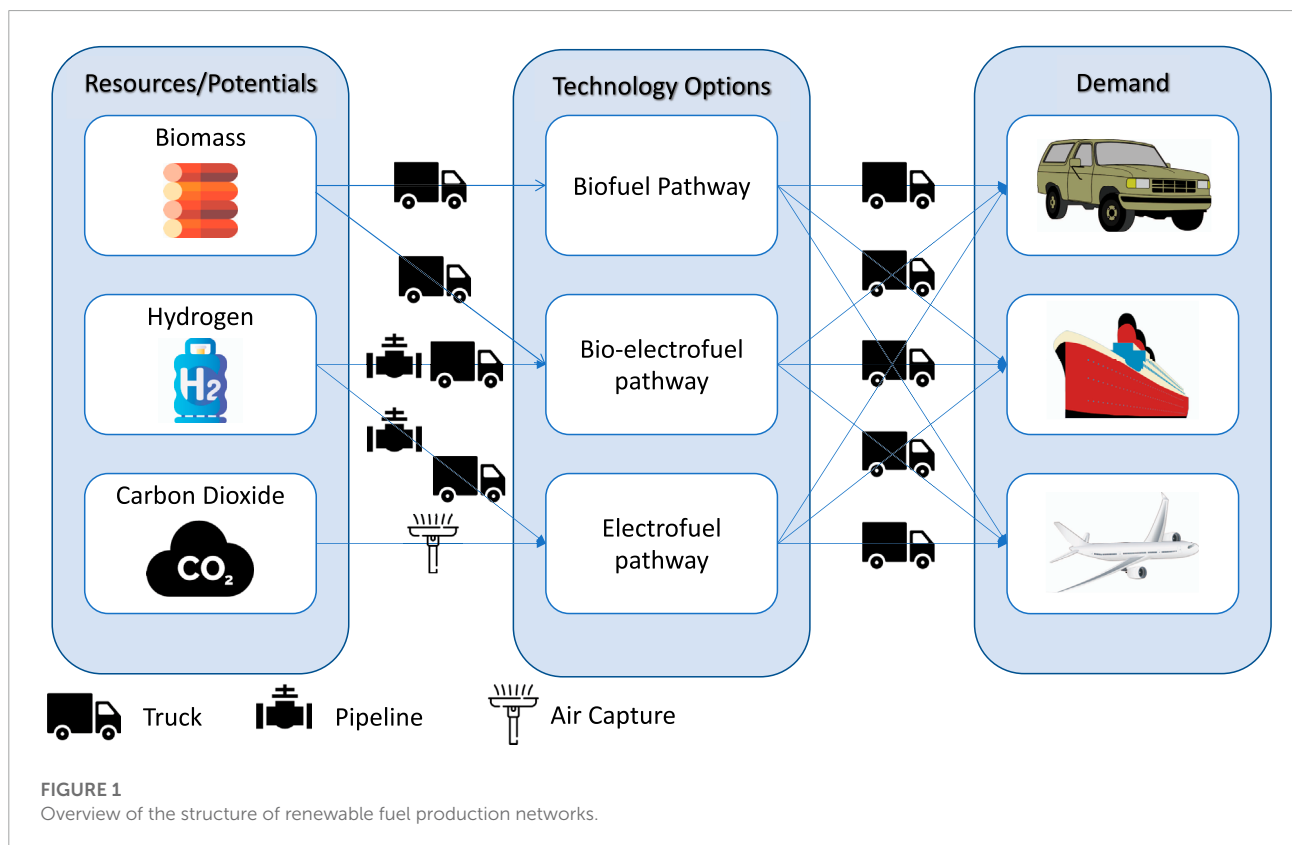 Resources/Potentials
Biomass
Hydrogen
H2
Carbon Dioxide
CO2
Technology Options
Biofuel Pathway
Bio-electrofuel
pathway
Electrofuel
pathway
Demand
Truck
Pipeline
Air Capture
FIGURE 1
Overview of the structure of renewable fuel production networks.